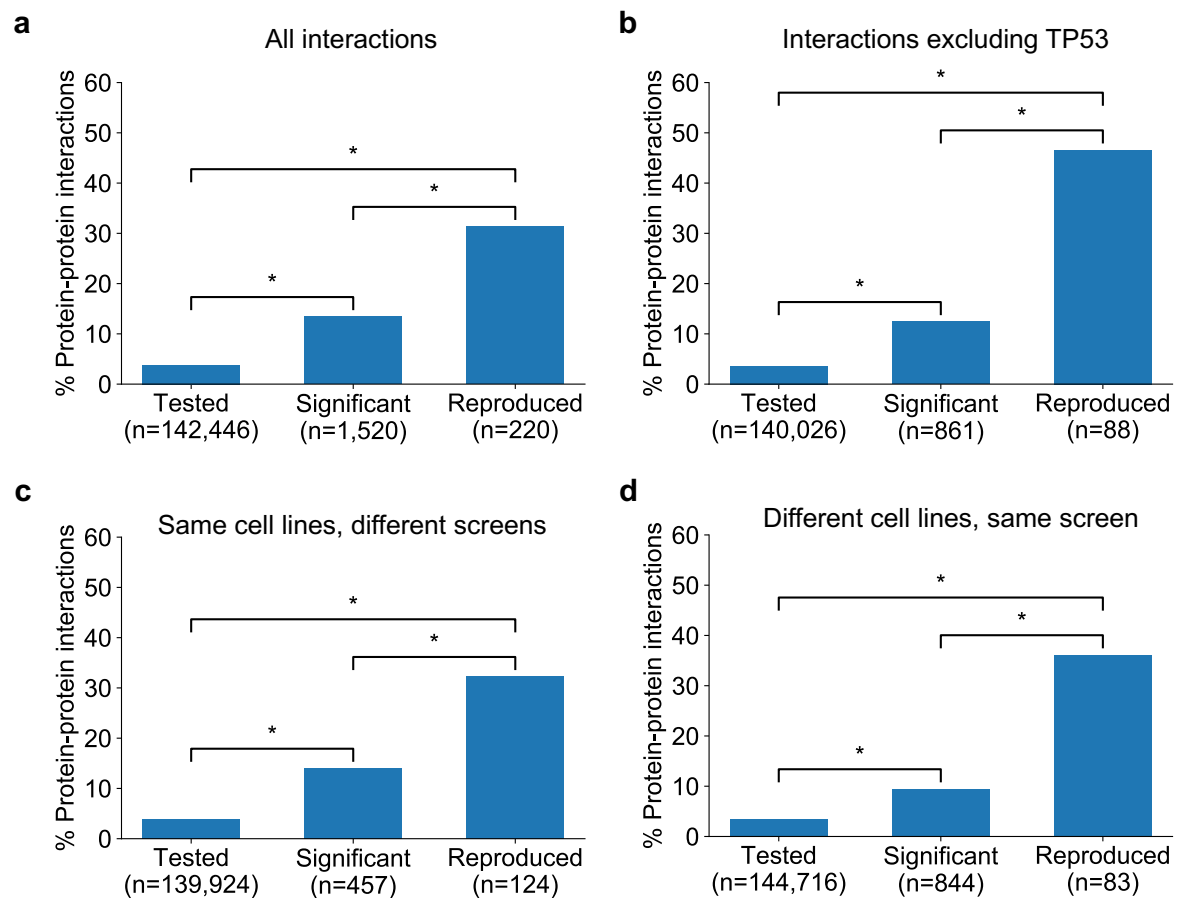 a
All interactions
% Protein-protein interactions
60
50
40
30
20
10
0
*
*
*
Tested
(n=142,446)
Significant
(n=1,520)
Reproduced
(n=220)
b
Interactions excluding TP53
% Protein-protein interactions
60
50
40
30
20
10
0
*
*
*
Tested
(n=140,026)
Significant
(n=861)
Reproduced
(n=88)
c
Same cell lines, different screens
% Protein-protein interactions
60
50
40
30
20
10
0
*
*
*
Tested
(n=139,924)
Significant
(n=457)
Reproduced
(n=124)
d
Different cell lines, same screen
% Protein-protein interactions
60
50
40
30
20
10
0
*
*
*
Tested
(n=144,716)
Significant
(n=844)
Reproduced
(n=83)